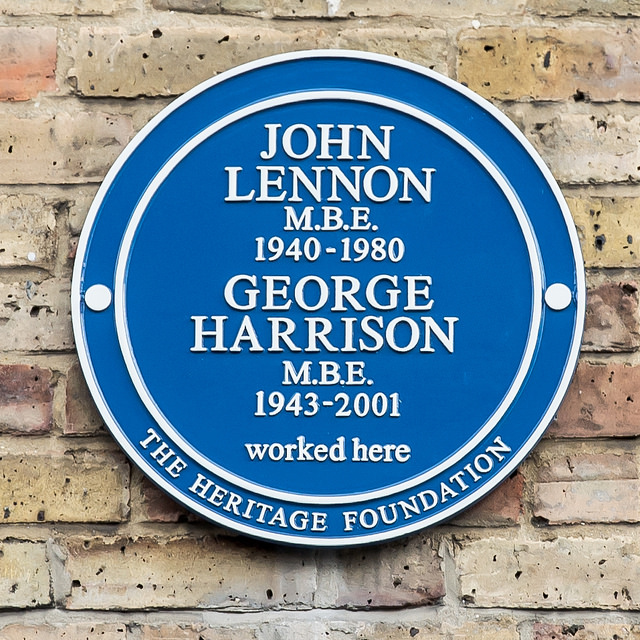 JOHN
LENNON
M.B.E.
1940-1980
GEORGE
HARRISON
M.B.E.
1943-2001
worked here
THE HERITAGE FOUNDATION